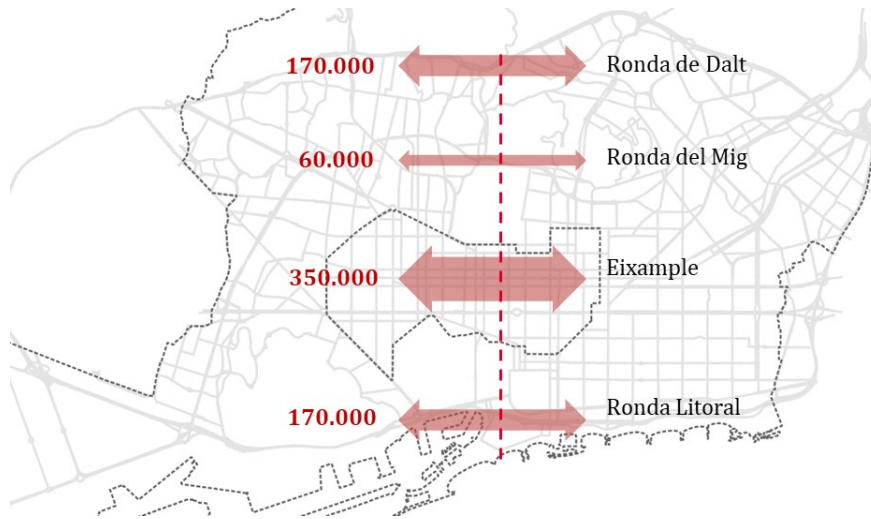 170.000 Ronda de Dalt
60.000 Ronda del Mig
350.000 Eixample
170.000 Ronda Litoral